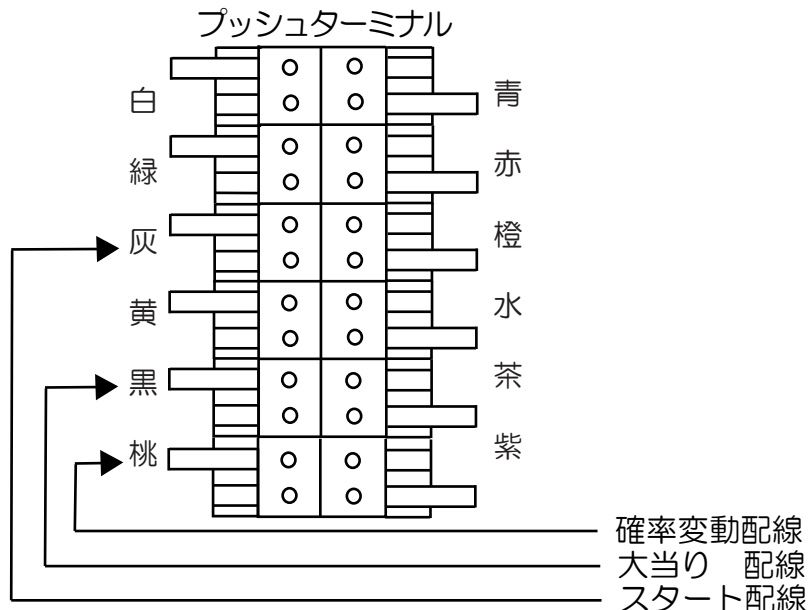 プッシュターミナル
白
青
緑
赤
灰
橙
黄
水
黒
茶
桃
紫
確率変動配線
大当り　配線
スタート配線